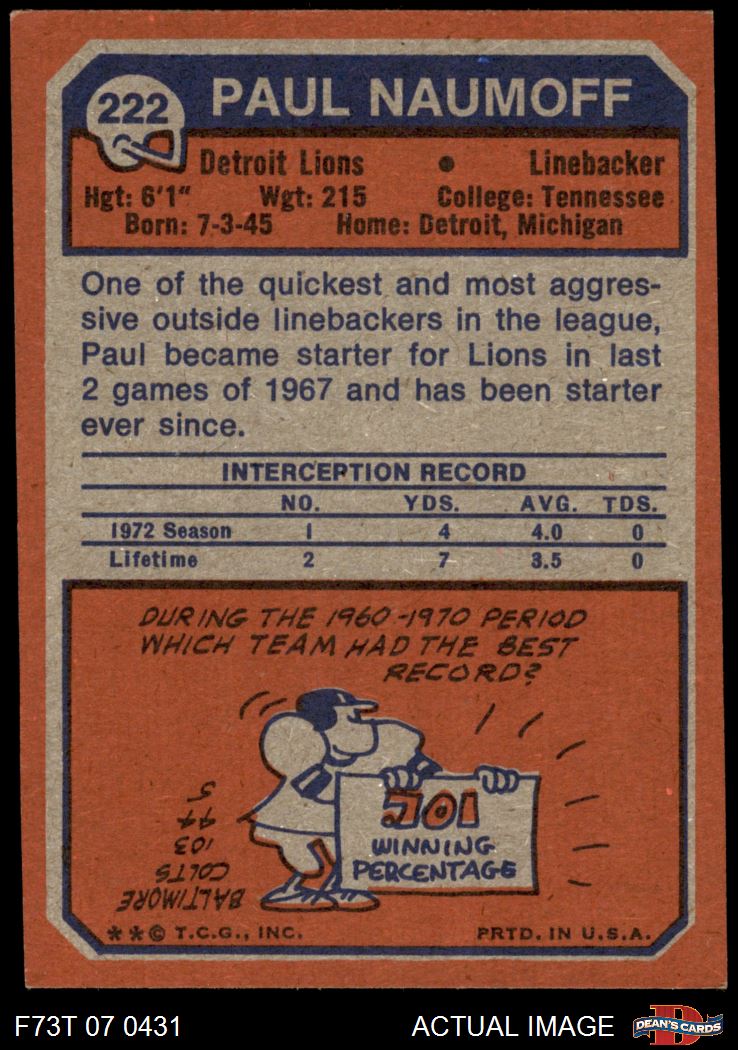 222 PAUL NAUMOFF
Detroit Lions • Linebacker
Hgt: 6'1" Wgt: 215 College: Tennessee
Born: 7-3-45 Home: Detroit, Michigan
One of the quickest and most aggres-
sive outside linebackers in the league,
Paul became starter for Lions in last
2 games of 1967 and has been starter
ever since.
INTERCEPTION RECORD
NO. YDS. AVG. TDS.
1972 Season 1 4 4.0 0
Lifetime 2 7 3.5 0
DURING THE 1960-1970 PERIOD
WHICH TEAM HAD THE BEST
RECORD?
.701
WINNING
PERCENTAGE
BALTIMORE
COLTS
103
44
5
**© T.C.G., INC. PRTD. IN U.S.A.
F73T 07 0431 ACTUAL IMAGE DEAN'S CARDS